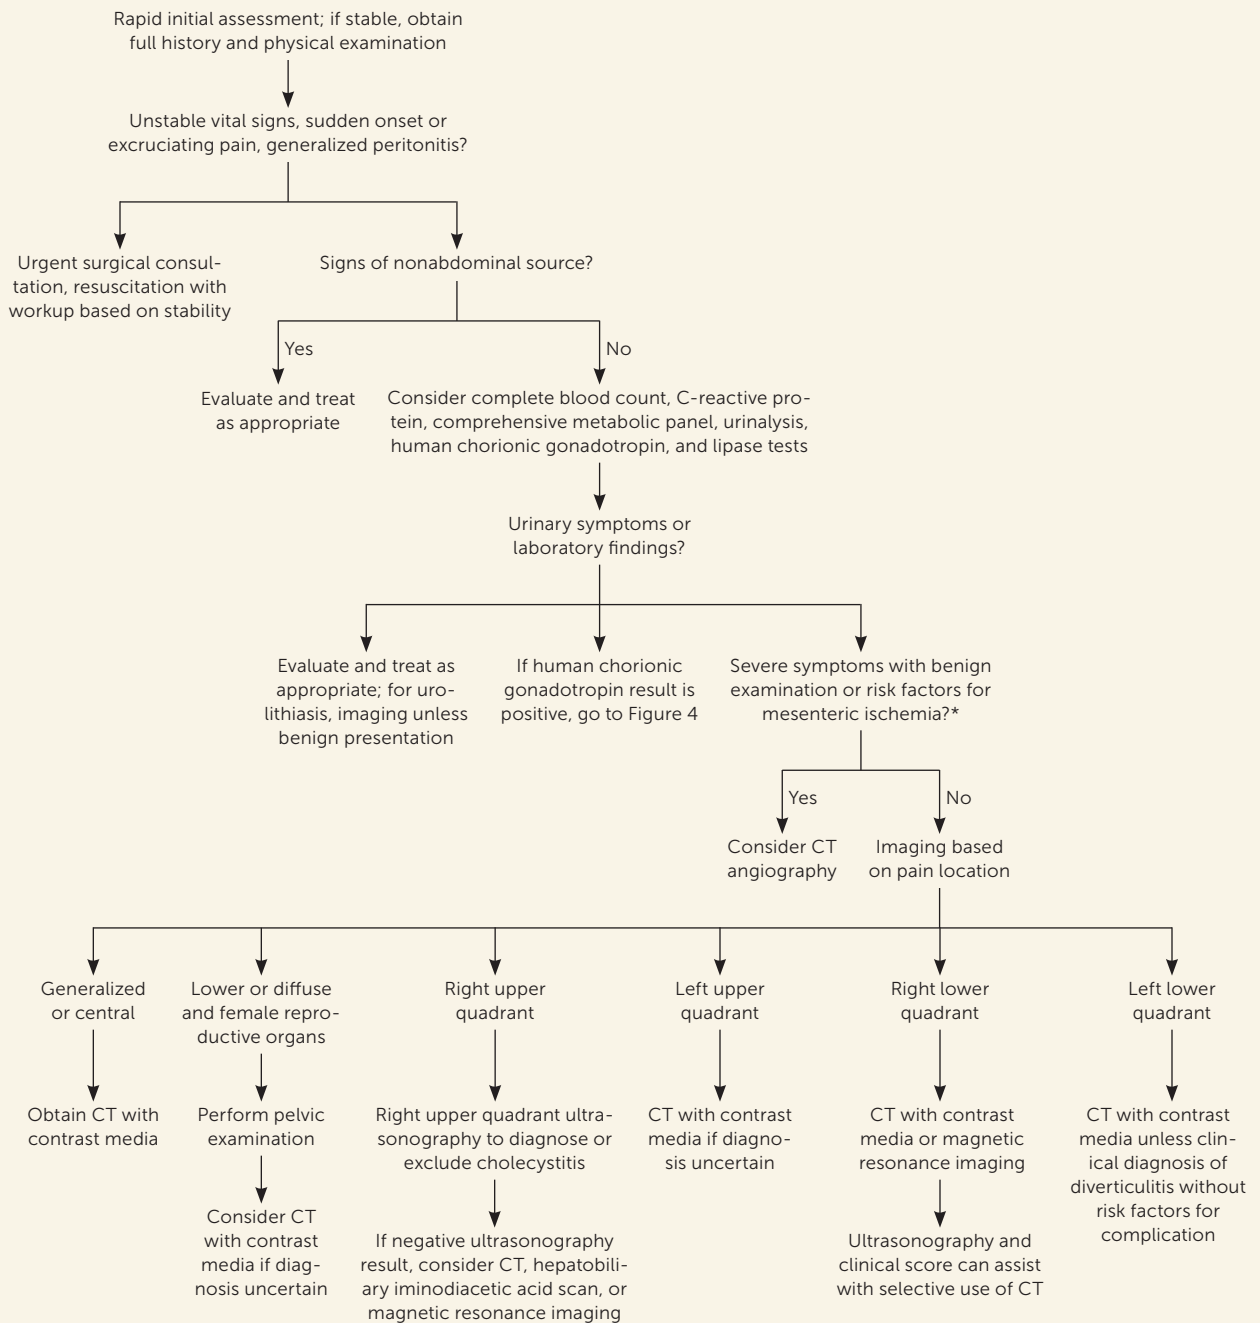 Rapid initial assessment; if stable, obtain
full history and physical examination
Unstable vital signs, sudden onset or
excruciating pain, generalized peritonitis?
Urgent surgical consul-
tation, resuscitation with
workup based on stability
Signs of nonabdominal source?
Yes
No
Evaluate and treat
as appropriate
Consider complete blood count, C-reactive pro-
tein, comprehensive metabolic panel, urinalysis,
human chorionic gonadotropin, and lipase tests
Urinary symptoms or
laboratory findings?
Evaluate and treat as
appropriate; for uro-
lithiasis, imaging unless
benign presentation
If human chorionic
gonadotropin result is
positive, go to Figure 4
Severe symptoms with benign
examination or risk factors for
mesenteric ischemia?*
Yes
No
Consider CT
angiography
Imaging based
on pain location
Generalized
or central
Lower or diffuse
and female repro-
ductive organs
Right upper
quadrant
Left upper
quadrant
Right lower
quadrant
Left lower
quadrant
Obtain CT with
contrast media
Perform pelvic
examination
Right upper quadrant ultra-
sonography to diagnose or
exclude cholecystitis
CT with contrast
media if diagno-
sis uncertain
CT with contrast
media or magnetic
resonance imaging
CT with contrast
media unless clin-
ical diagnosis of
diverticulitis without
risk factors for
complication
Consider CT
with contrast
media if diag-
nosis uncertain
If negative ultrasonography
result, consider CT, hepatobili-
ary iminodiacetic acid scan, or
magnetic resonance imaging
Ultrasonography and
clinical score can assist
with selective use of CT